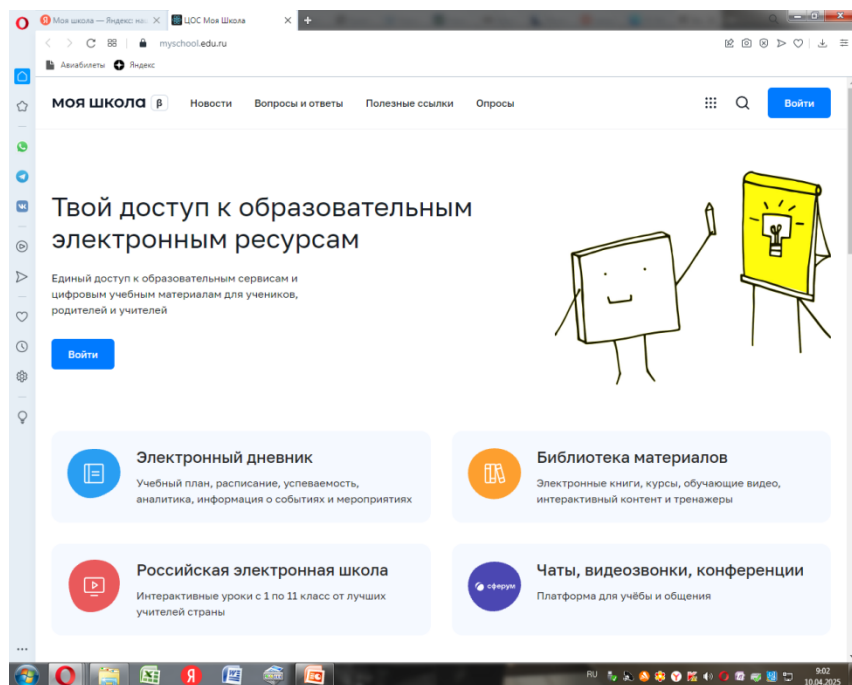 Моя школа — Яндекс: на
ЦОС Моя Школа
myschool.edu.ru
Авиабилеты
Яндекс
моя школа β
Новости
Вопросы и ответы
Полезные ссылки
Опросы
Войти
Твой доступ к образовательным
электронным ресурсам
Единый доступ к образовательным сервисам и
цифровым учебным материалам для учеников,
родителей и учителей
Войти
Электронный дневник
Учебный план, расписание, успеваемость,
аналитика, информация о событиях и мероприятиях
Библиотека материалов
Электронные книги, курсы, обучающие видео,
интерактивный контент и тренажеры
Российская электронная школа
Интерактивные уроки с 1 по 11 класс от лучших
учителей страны
сферум
Чаты, видеозвонки, конференции
Платформа для учёбы и общения
RU
9:02
10.04.2025